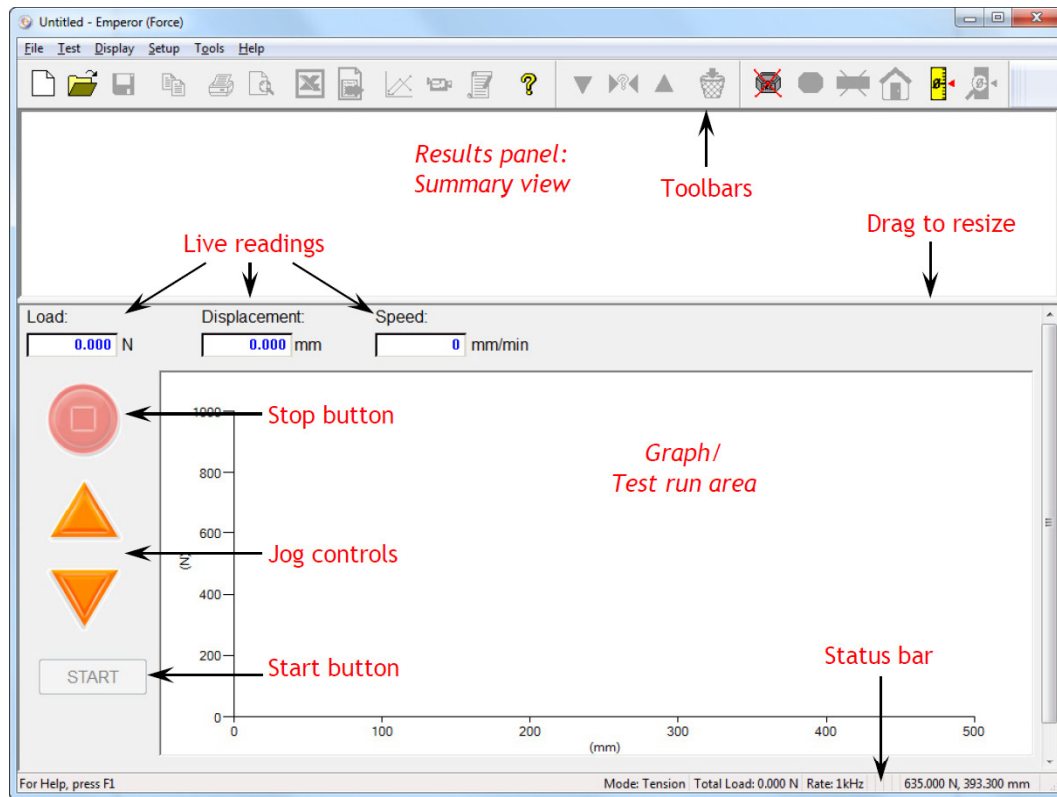 Untitled - Emperor (Force)
File Test Display Setup Tools Help
Results panel:
Summary view
Toolbars
Drag to resize
Live readings
Load: Displacement: Speed:
0.000 N 0.000 mm 0 mm/min
1000
Stop button
Graph/
Test run area
800
600
(N)
Jog controls
400
200
START
Start button
Status bar
0
0 100 200 300 400 500
(mm)
For Help, press F1 Mode: Tension Total Load: 0.000 N Rate: 1kHz 635.000 N, 393.300 mm